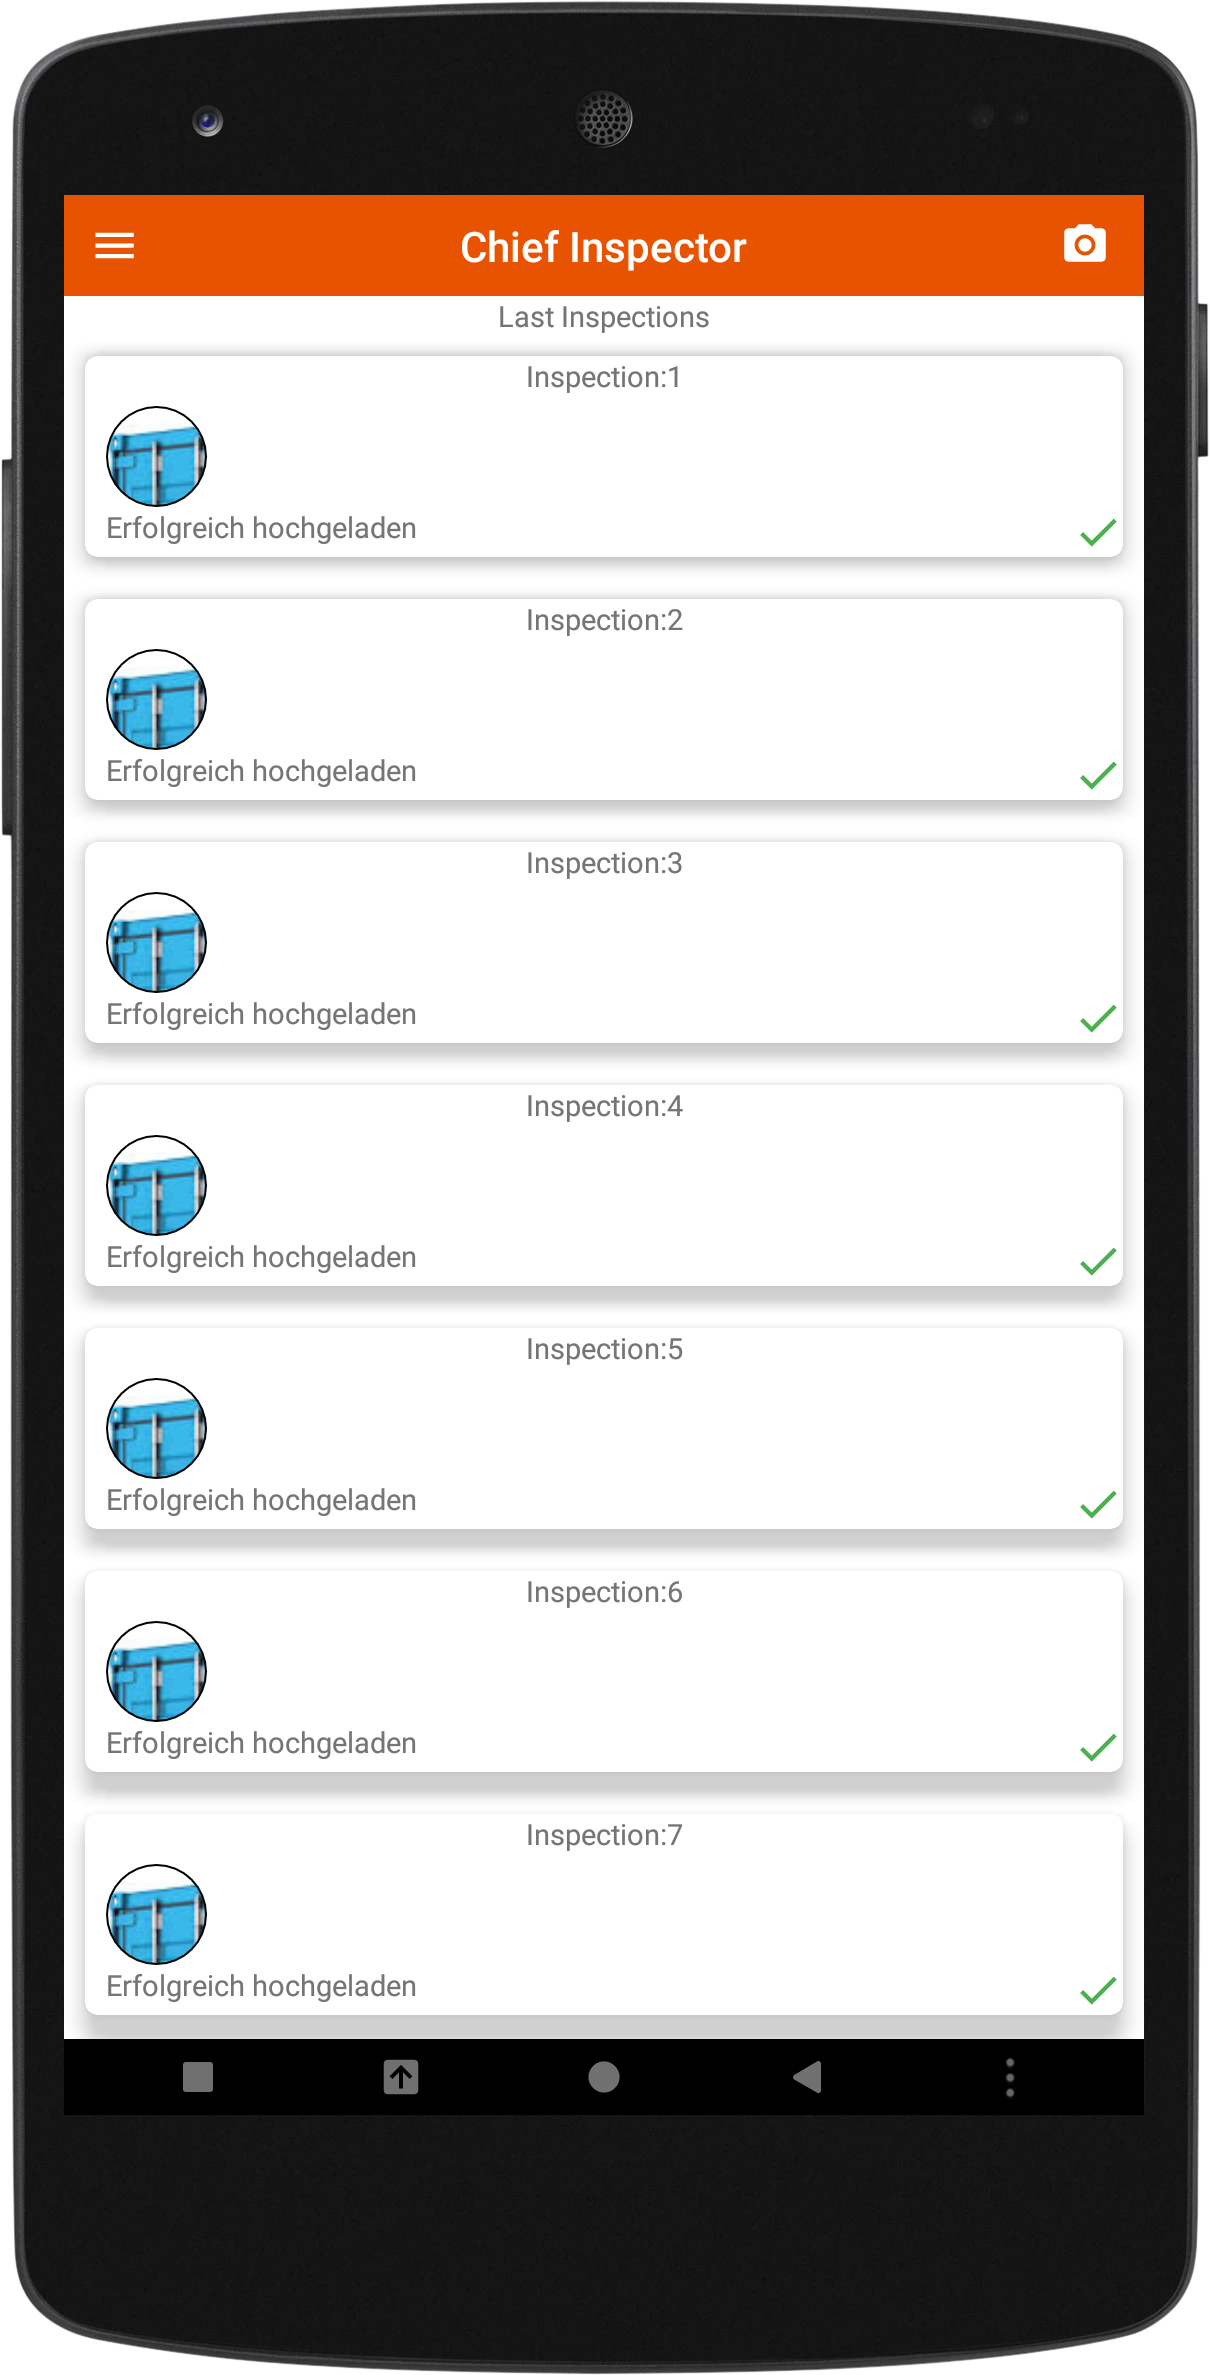 Chief Inspector
Last Inspections
Inspection:1
Erfolgreich hochgeladen
Inspection:2
Erfolgreich hochgeladen
Inspection:3
Erfolgreich hochgeladen
Inspection:4
Erfolgreich hochgeladen
Inspection:5
Erfolgreich hochgeladen
Inspection:6
Erfolgreich hochgeladen
Inspection:7
Erfolgreich hochgeladen